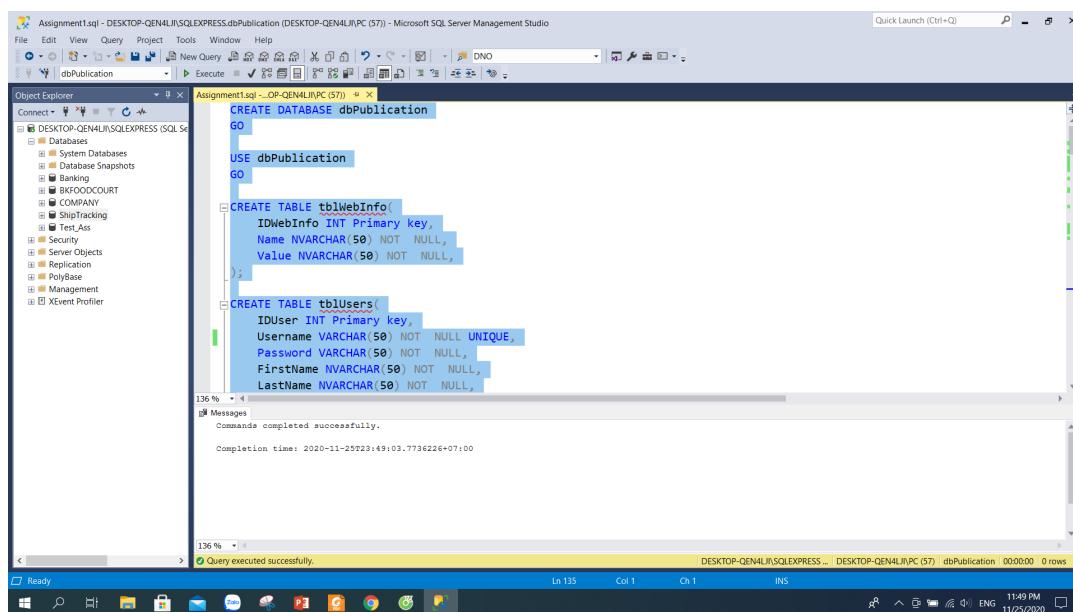 Assignment1.sql - DESKTOP-QEN4LJI\SQLEXPRESS.dbPublication (DESKTOP-QEN4LJI\PC (57)) - Microsoft SQL Server Management Studio
Quick Launch (Ctrl+Q)
File Edit View Query Project Tools Window Help
New Query
DNO
dbPublication
Execute
Object Explorer
Assignment1.sql -...OP-QEN4LJI\PC (57))
Connect
DESKTOP-QEN4LJI\SQLEXPRESS (SQL Se
Databases
System Databases
Database Snapshots
Banking
BKFOODCOURT
COMPANY
ShipTracking
Test_Ass
Security
Server Objects
Replication
PolyBase
Management
XEvent Profiler
CREATE DATABASE dbPublication
GO
USE dbPublication
GO
CREATE TABLE tblWebInfo(
IDWebInfo INT Primary key,
Name NVARCHAR(50) NOT NULL,
Value NVARCHAR(50) NOT NULL,
);
CREATE TABLE tblUsers(
IDUser INT Primary key,
Username VARCHAR(50) NOT NULL UNIQUE,
Password VARCHAR(50) NOT NULL,
FirstName NVARCHAR(50) NOT NULL,
LastName NVARCHAR(50) NOT NULL,
136 %
Messages
Commands completed successfully.
Completion time: 2020-11-25T23:49:03.7736226+07:00
136 %
Query executed successfully.
DESKTOP-QEN4LJI\SQLEXPRESS ... DESKTOP-QEN4LJI\PC (57) dbPublication 00:00:00 0 rows
Ready
Ln 135 Col 1 Ch 1 INS
Zalo
ENG
11:49 PM
11/25/2020